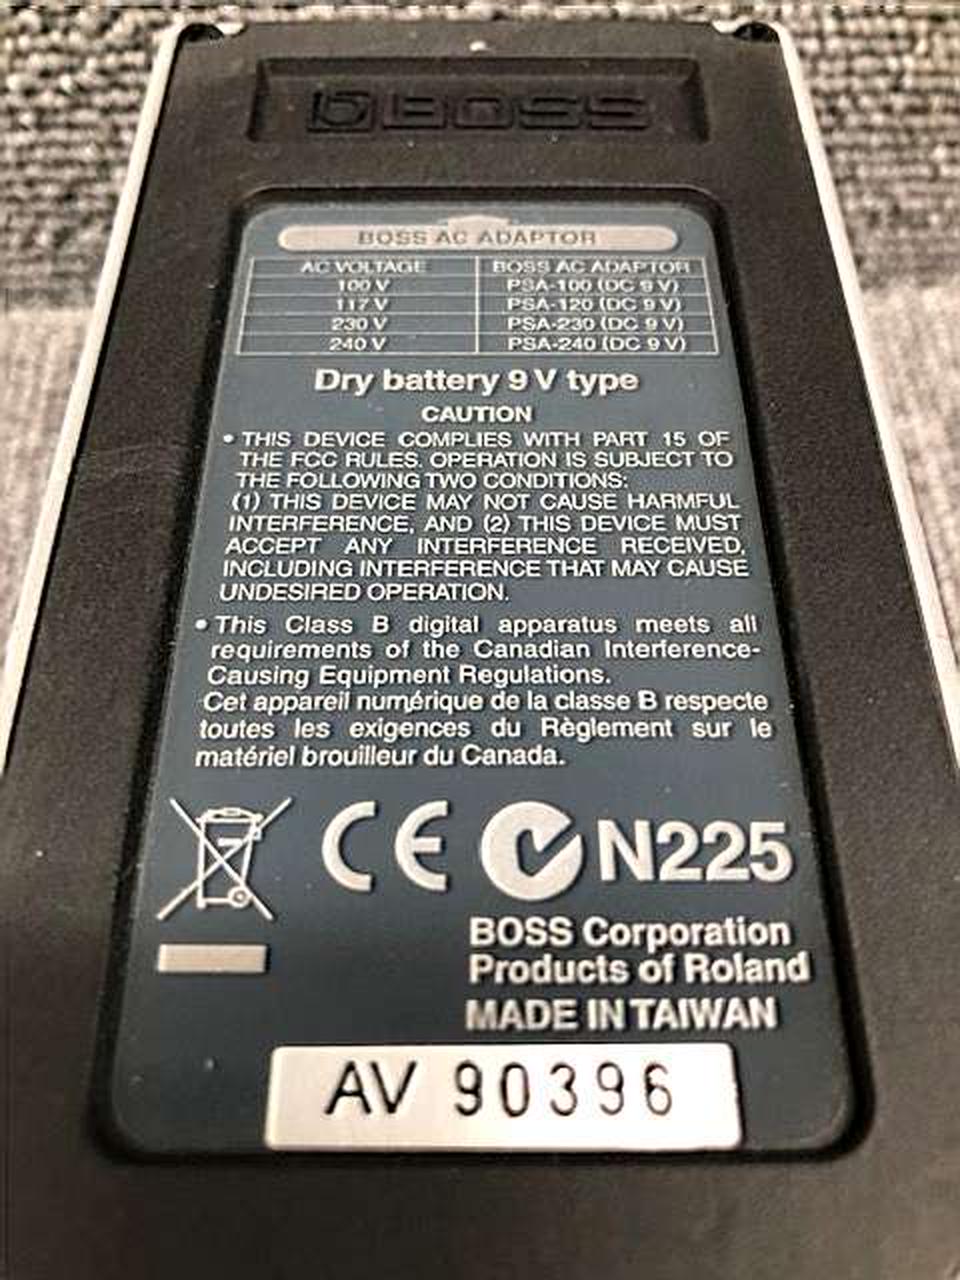 BOSS
BOSS AC ADAPTOR
AC VOLTAGE BOSS AC ADAPTOR
100 V PSA-100 (DC 9 V)
117 V PSA-120 (DC 9 V)
230 V PSA-230 (DC 9 V)
240 V PSA-240 (DC 9 V)
Dry battery 9 V type
CAUTION
• THIS DEVICE COMPLIES WITH PART 15 OF
THE FCC RULES. OPERATION IS SUBJECT TO
THE FOLLOWING TWO CONDITIONS:
(1) THIS DEVICE MAY NOT CAUSE HARMFUL
INTERFERENCE, AND (2) THIS DEVICE MUST
ACCEPT ANY INTERFERENCE RECEIVED,
INCLUDING INTERFERENCE THAT MAY CAUSE
UNDESIRED OPERATION.
• This Class B digital apparatus meets all
requirements of the Canadian Interference-
Causing Equipment Regulations.
Cet appareil numérique de la classe B respecte
toutes les exigences du Règlement sur le
matériel brouilleur du Canada.
CE N225
BOSS Corporation
Products of Roland
MADE IN TAIWAN
AV 90396